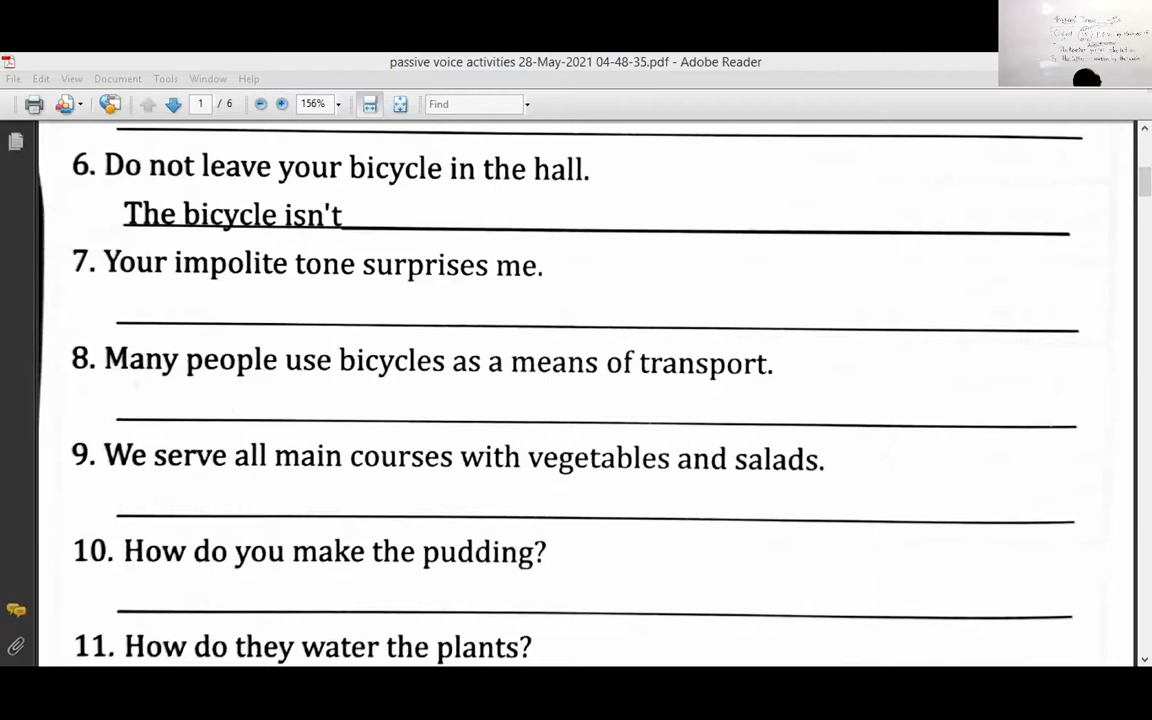 passive voice activities 28-May-2021 04-48-35.pdf - Adobe Reader
File Edit View Document Tools Window Help
1 / 6 156% Find
6. Do not leave your bicycle in the hall.
The bicycle isn't
7. Your impolite tone surprises me.
8. Many people use bicycles as a means of transport.
9. We serve all main courses with vegetables and salads.
10. How do you make the pudding?
11. How do they water the plants?